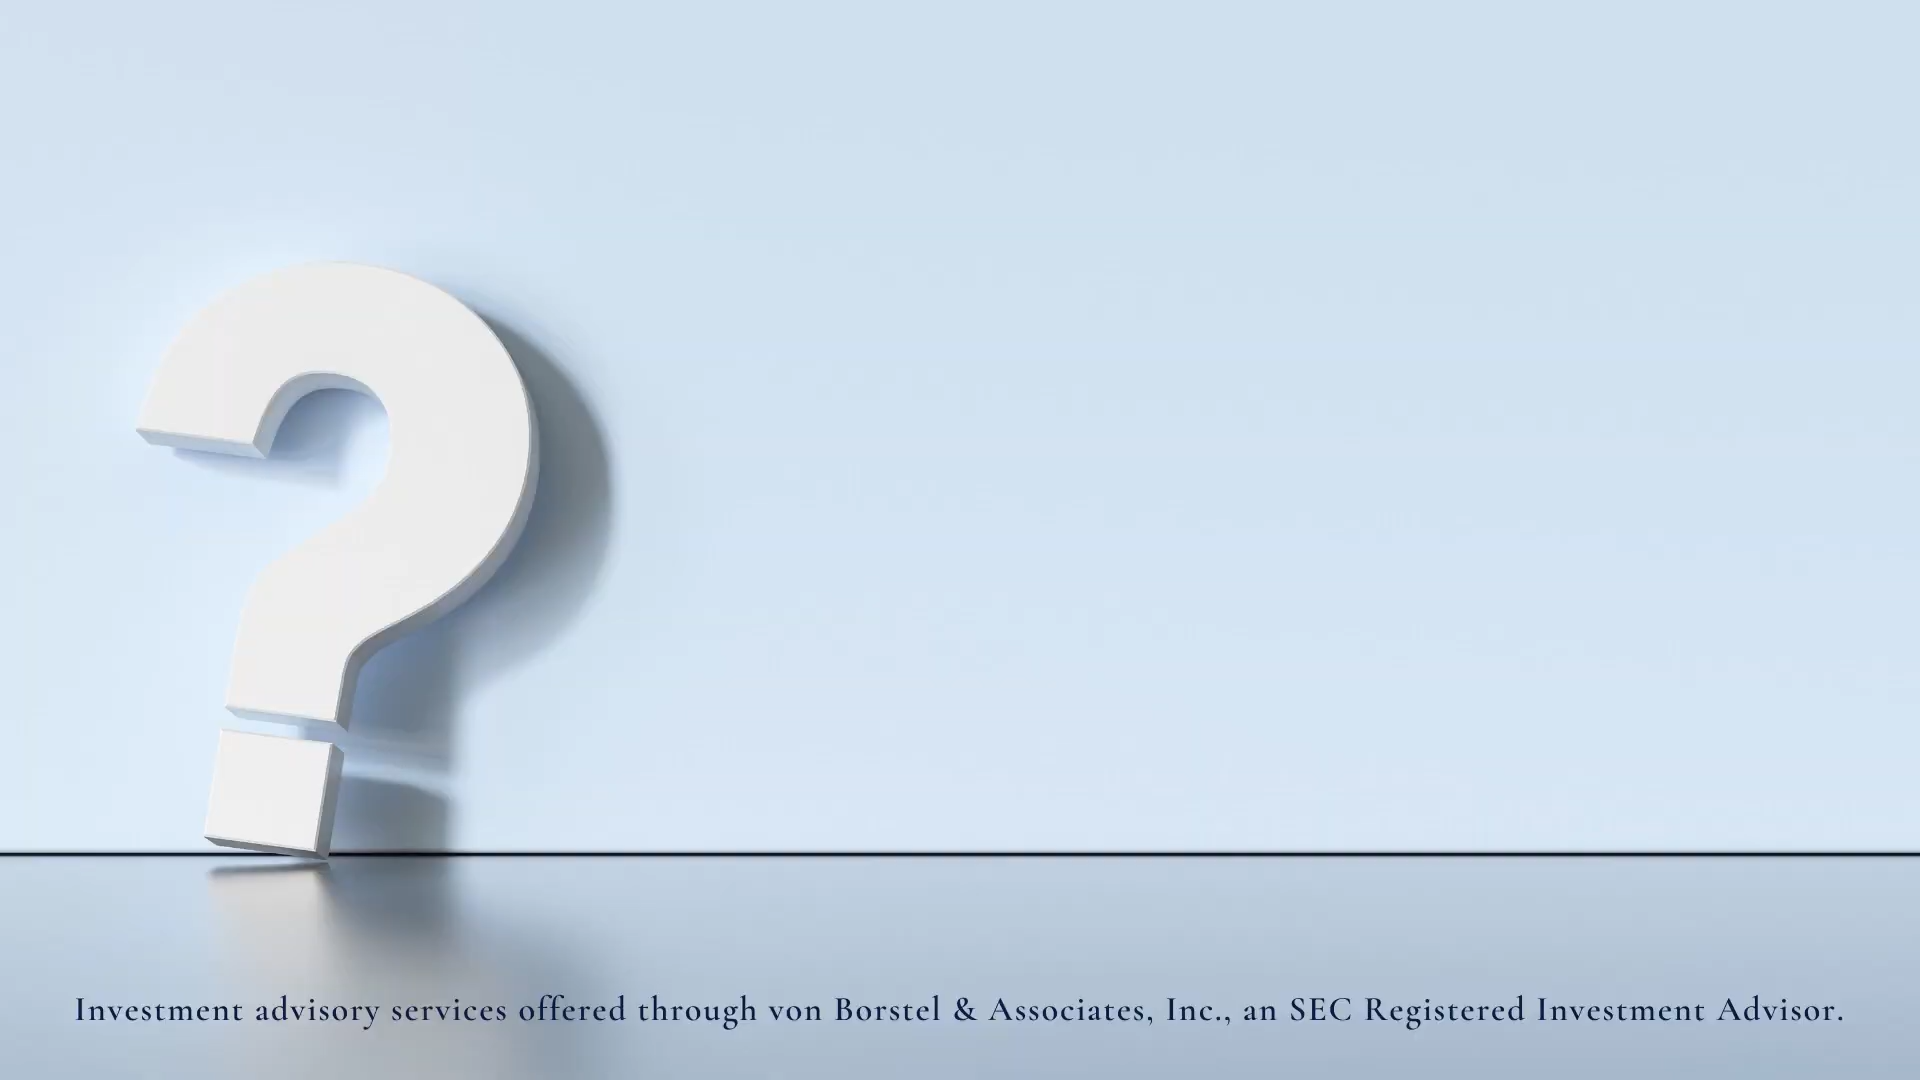 Investment advisory services offered through von Borstel & Associates, Inc., an SEC Registered Investment Advisor.